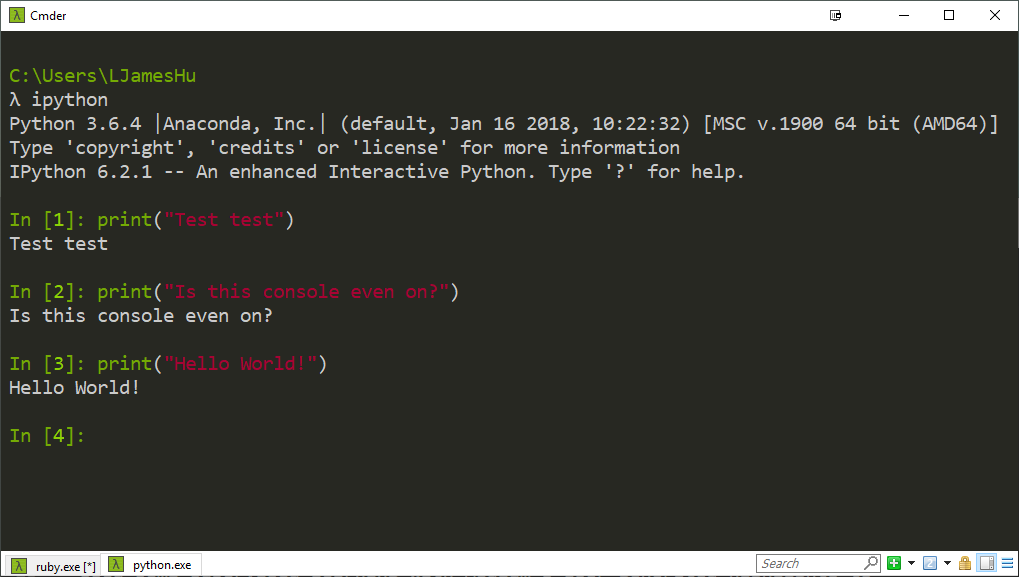 Cmder
C:\Users\LJamesHu
λ ipython
Python 3.6.4 |Anaconda, Inc.| (default, Jan 16 2018, 10:22:32) [MSC v.1900 64 bit (AMD64)]
Type 'copyright', 'credits' or 'license' for more information
IPython 6.2.1 -- An enhanced Interactive Python. Type '?' for help.
In [1]: print("Test test")
Test test
In [2]: print("Is this console even on?")
Is this console even on?
In [3]: print("Hello World!")
Hello World!
In [4]:
ruby.exe [*] python.exe Search